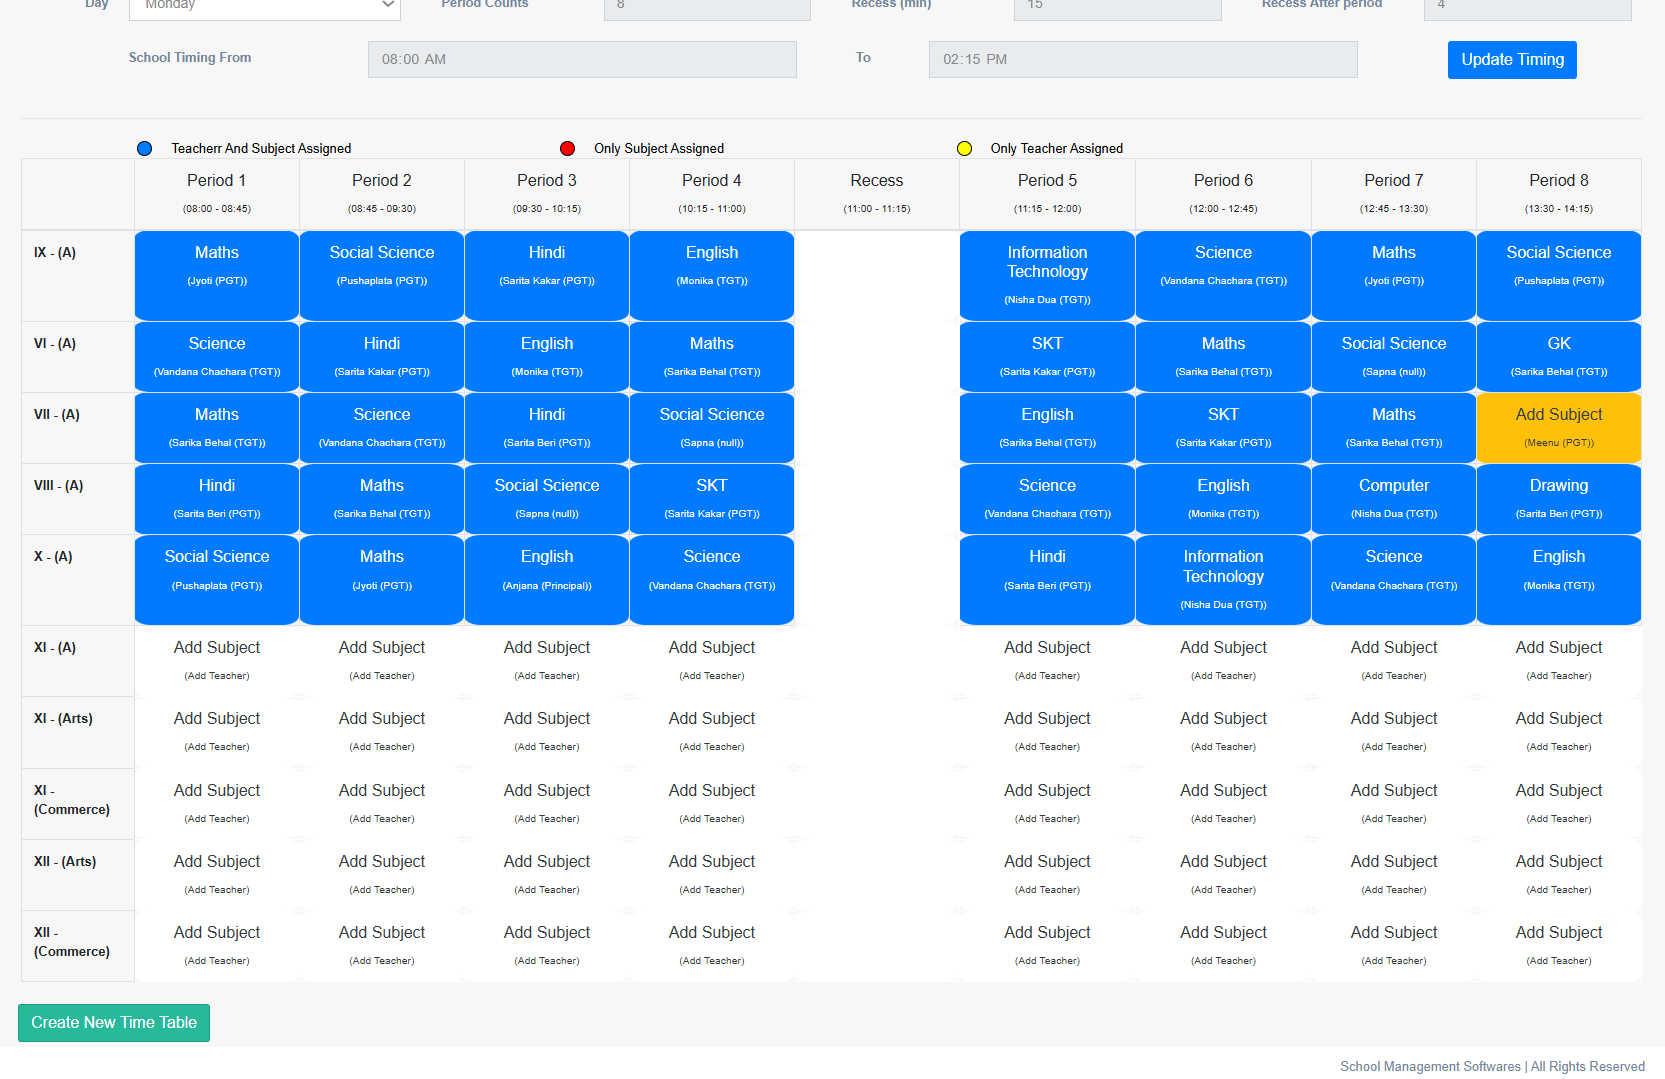 Day Monday Period Counts 8 Recess (min) 15 Recess After period 4
School Timing From 08:00 AM To 02:15 PM Update Timing
Teacherr And Subject Assigned Only Subject Assigned Only Teacher Assigned
Period 1 Period 2 Period 3 Period 4 Recess Period 5 Period 6 Period 7 Period 8
(08:00 - 08:45) (08:45 - 09:30) (09:30 - 10:15) (10:15 - 11:00) (11:00 - 11:15) (11:15 - 12:00) (12:00 - 12:45) (12:45 - 13:30) (13:30 - 14:15)
IX - (A) Maths Social Science Hindi English Information Science Maths Social Science
Technology
(Jyoti (PGT)) (Pushaplata (PGT)) (Sarita Kakar (PGT)) (Monika (TGT)) (Nisha Dua (TGT)) (Vandana Chachara (TGT)) (Jyoti (PGT)) (Pushaplata (PGT))
VI - (A) Science Hindi English Maths SKT Maths Social Science GK
(Vandana Chachara (TGT)) (Sarita Kakar (PGT)) (Monika (TGT)) (Sarika Behal (TGT)) (Sarita Kakar (PGT)) (Sarika Behal (TGT)) (Sapna (null)) (Sarika Behal (TGT))
VII - (A) Maths Science Hindi Social Science English SKT Maths Add Subject
(Sarika Behal (TGT)) (Vandana Chachara (TGT)) (Sarita Beri (PGT)) (Sapna (null)) (Sarika Behal (TGT)) (Sarita Kakar (PGT)) (Sarika Behal (TGT)) (Meenu (PGT))
VIII - (A) Hindi Maths Social Science SKT Science English Computer Drawing
(Sarita Beri (PGT)) (Sarika Behal (TGT)) (Sapna (null)) (Sarita Kakar (PGT)) (Vandana Chachara (TGT)) (Monika (TGT)) (Nisha Dua (TGT)) (Sarita Beri (PGT))
X - (A) Social Science Maths English Science Hindi Information Science English
Technology
(Pushaplata (PGT)) (Jyoti (PGT)) (Anjana (Principal)) (Vandana Chachara (TGT)) (Sarita Beri (PGT)) (Nisha Dua (TGT)) (Vandana Chachara (TGT)) (Monika (TGT))
XI - (A) Add Subject Add Subject Add Subject Add Subject Add Subject Add Subject Add Subject Add Subject
(Add Teacher) (Add Teacher) (Add Teacher) (Add Teacher) (Add Teacher) (Add Teacher) (Add Teacher) (Add Teacher)
XI - (Arts) Add Subject Add Subject Add Subject Add Subject Add Subject Add Subject Add Subject Add Subject
(Add Teacher) (Add Teacher) (Add Teacher) (Add Teacher) (Add Teacher) (Add Teacher) (Add Teacher) (Add Teacher)
XI - Add Subject Add Subject Add Subject Add Subject Add Subject Add Subject Add Subject Add Subject
(Commerce) (Add Teacher) (Add Teacher) (Add Teacher) (Add Teacher) (Add Teacher) (Add Teacher) (Add Teacher) (Add Teacher)
XII - (Arts) Add Subject Add Subject Add Subject Add Subject Add Subject Add Subject Add Subject Add Subject
(Add Teacher) (Add Teacher) (Add Teacher) (Add Teacher) (Add Teacher) (Add Teacher) (Add Teacher) (Add Teacher)
XII - Add Subject Add Subject Add Subject Add Subject Add Subject Add Subject Add Subject Add Subject
(Commerce) (Add Teacher) (Add Teacher) (Add Teacher) (Add Teacher) (Add Teacher) (Add Teacher) (Add Teacher) (Add Teacher)
Create New Time Table
School Management Softwares | All Rights Reserved